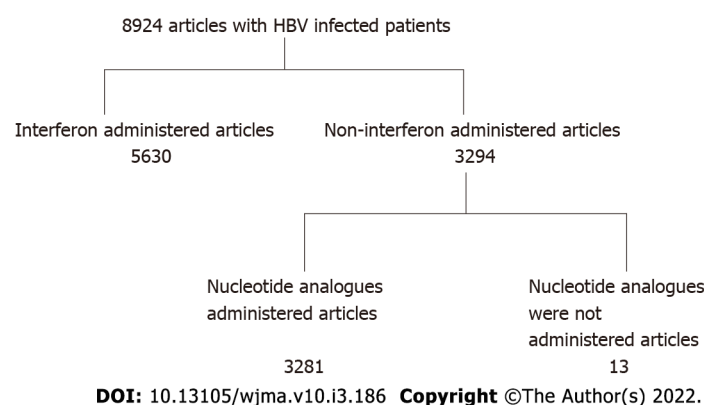 8924 articles with HBV infected patients
Interferon administered articles
5630
Non-interferon administered articles
3294
Nucleotide analogues
administered articles
3281
Nucleotide analogues
were not
administered articles
13
DOI: 10.13105/wjma.v10.i3.186 Copyright ©The Author(s) 2022.